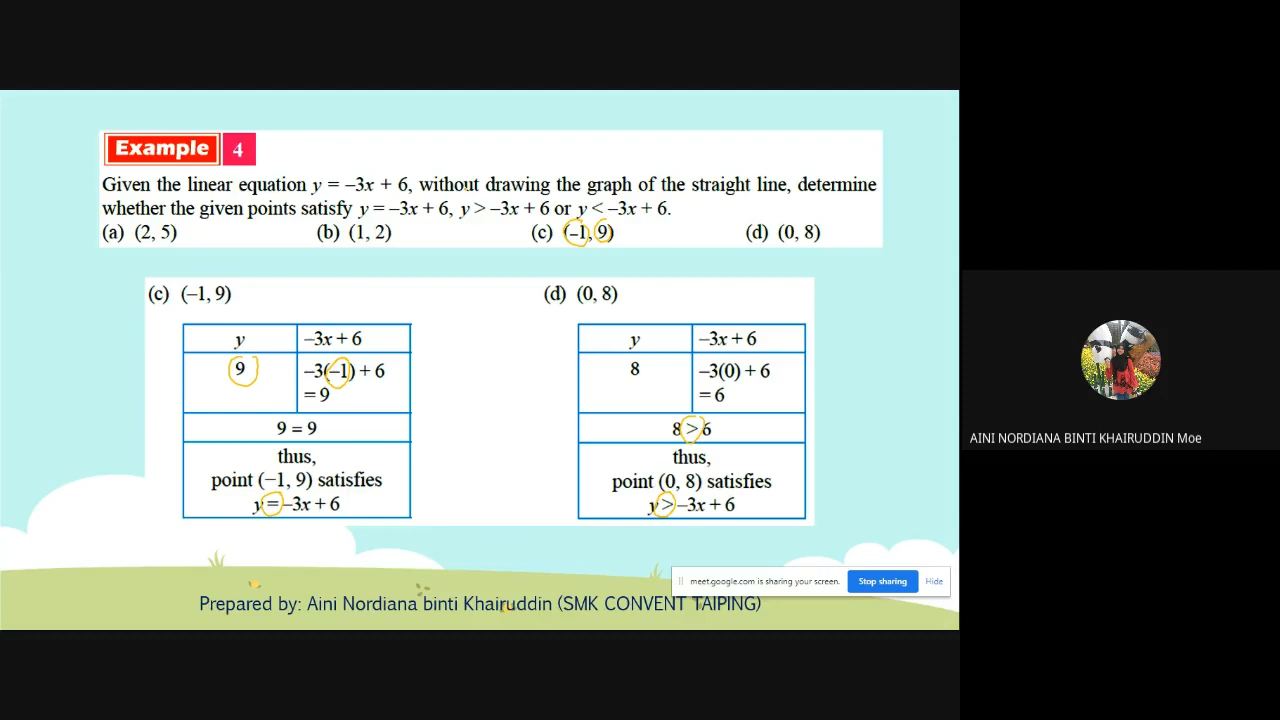 Example 4
Given the linear equation y = –3x + 6, without drawing the graph of the straight line, determine
whether the given points satisfy y = –3x + 6, y > –3x + 6 or y < –3x + 6.
(a) (2, 5) (b) (1, 2) (c) (–1, 9) (d) (0, 8)
(c) (–1, 9)
y –3x + 6
9 –3(–1) + 6
= 9
9 = 9
thus,
point (–1, 9) satisfies
y = –3x + 6
(d) (0, 8)
y –3x + 6
8 –3(0) + 6
= 6
8 > 6
thus,
point (0, 8) satisfies
y > –3x + 6
AINI NORDIANA BINTI KHAIRUDDIN Moe
meet.google.com is sharing your screen. Stop sharing Hide
Prepared by: Aini Nordiana binti Khairuddin (SMK CONVENT TAIPING)